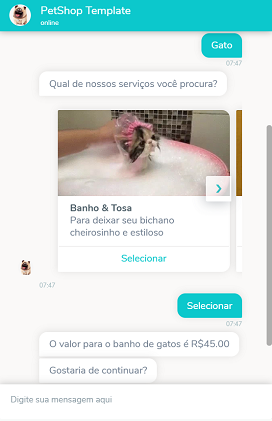 PetShop Template
online
Gato
07:47
Qual de nossos serviços você procura?
Banho & Tosa
Para deixar seu bichano
cheirosinho e estiloso
Selecionar
07:47
Selecionar
07:47
O valor para o banho de gatos é R$45.00
Gostaria de continuar?
Digite sua mensagem aqui